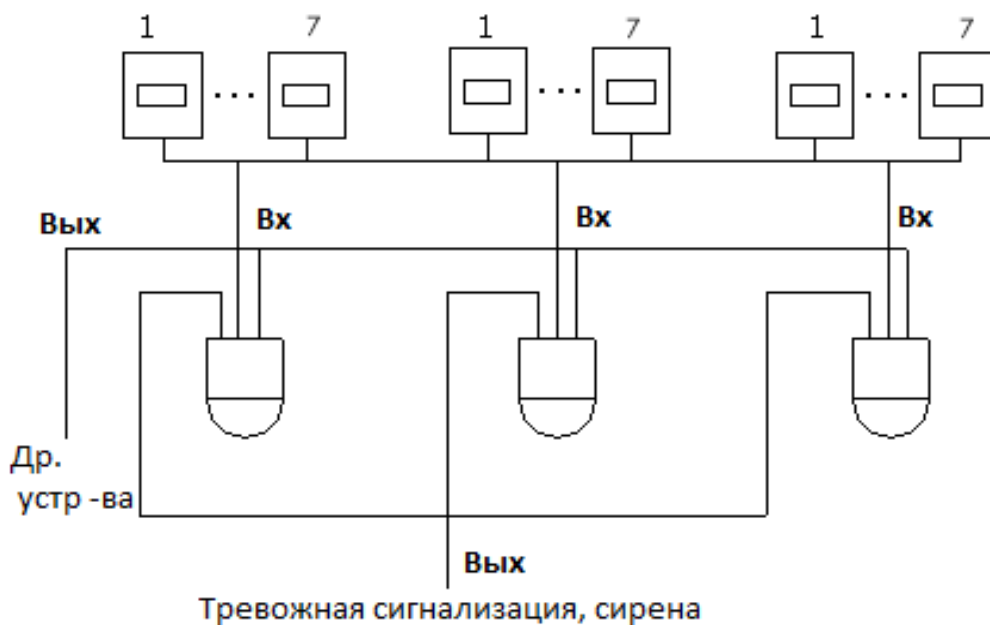 1 7 1 7 1 7
Вых Вх Вх Вх
Др.
устр -ва
Вых
Тревожная сигнализация, сирена